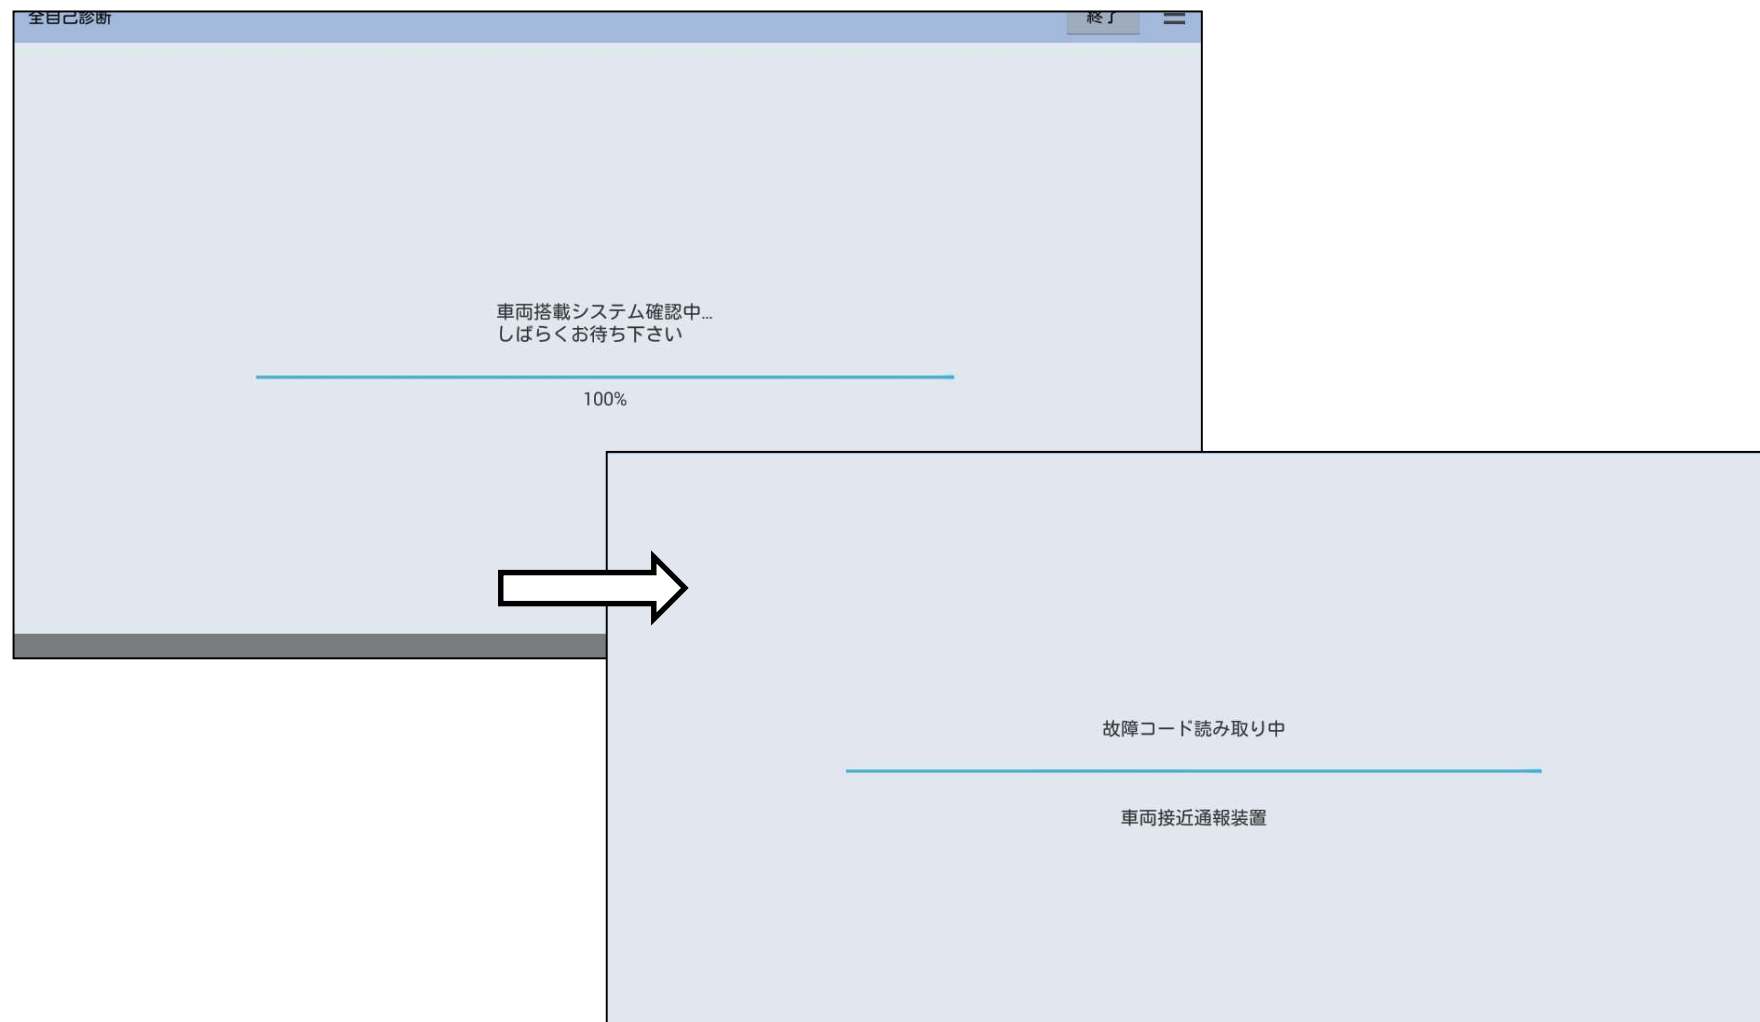 全自己診断
終了
車両搭載システム確認中...
しばらくお待ち下さい
100%
故障コード読み取り中
車両接近通報装置